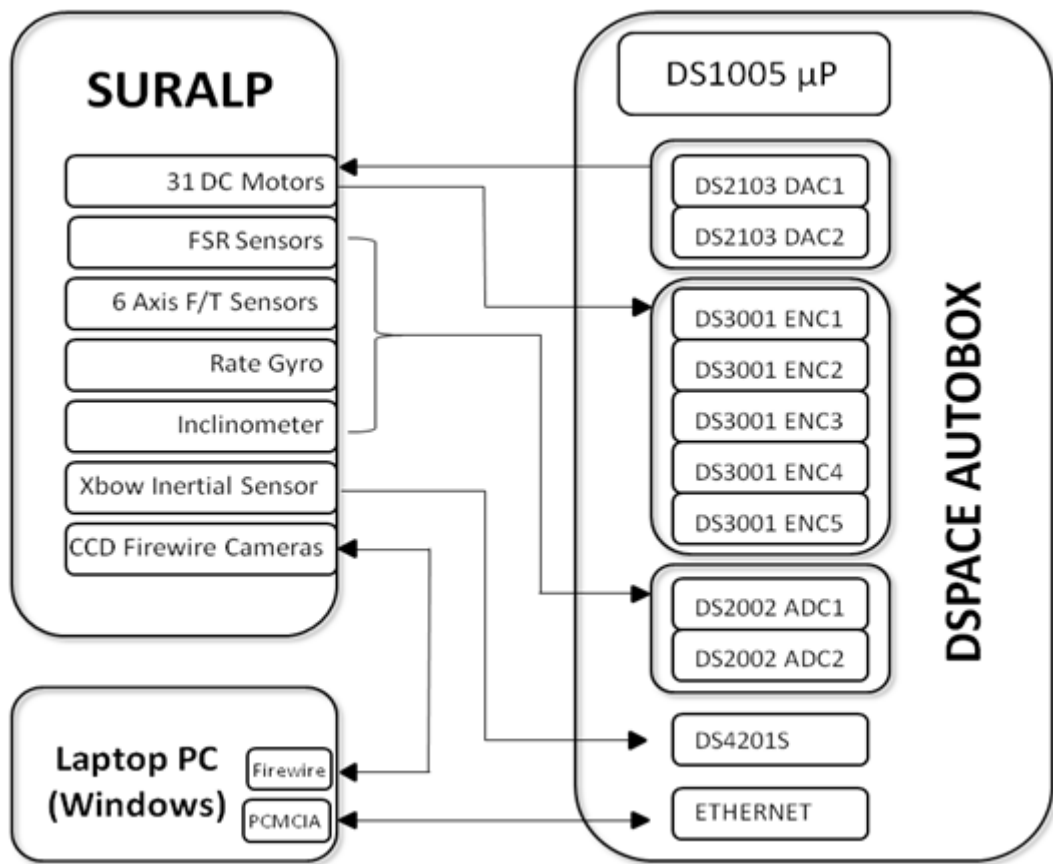 SURALP
31 DC Motors
FSR Sensors
6 Axis F/T Sensors
Rate Gyro
Inclinometer
Xbow Inertial Sensor
CCD Firewire Cameras
Laptop PC
(Windows)
Firewire
PCMCIA
DS1005 µP
DS2103 DAC1
DS2103 DAC2
DS3001 ENC1
DS3001 ENC2
DS3001 ENC3
DS3001 ENC4
DS3001 ENC5
DS2002 ADC1
DS2002 ADC2
DS4201S
ETHERNET
DSPACE AUTOBOX